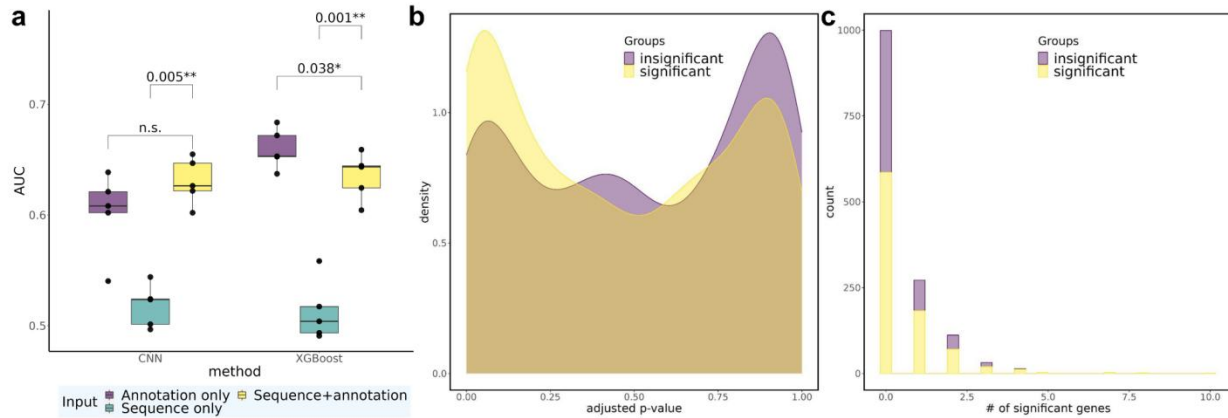 a
0.001**
0.005**
0.038*
n.s.
0.7
0.6
0.5
AUC
CNN
XGBoost
method
Input
Annotation only
Sequence+annotation
Sequence only
b
Groups
insignificant
significant
1.0
0.5
0.0
density
0.00
0.25
0.50
0.75
1.00
adjusted p-value
c
Groups
insignificant
significant
1000
750
500
250
0
count
0.0
2.5
5.0
7.5
10.0
# of significant genes